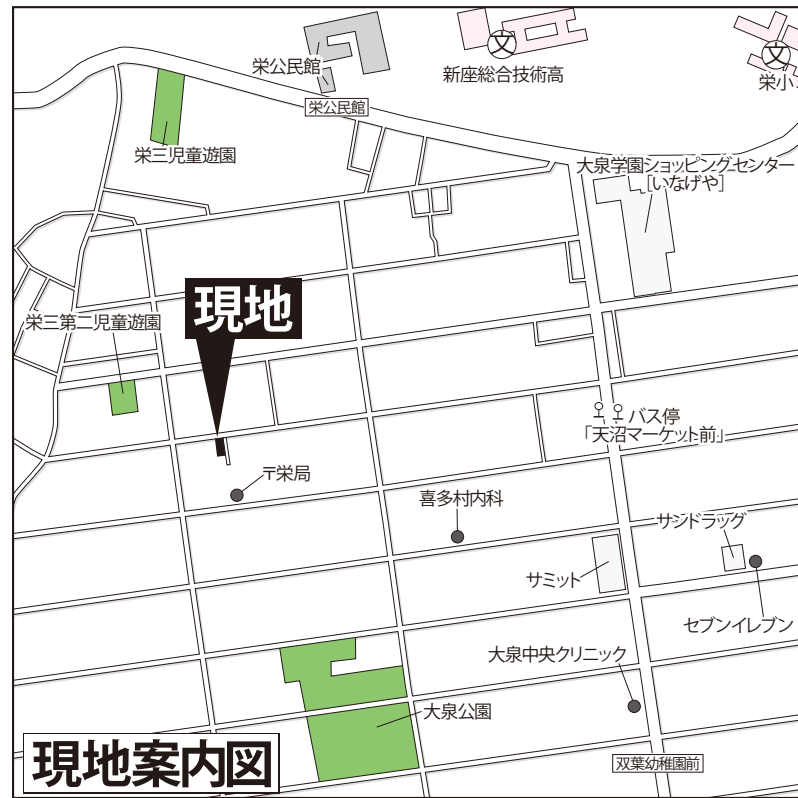 栄公民館
文
新座総合技術高
文
栄小
栄公民館
栄三児童遊園
大泉学園ショッピングセンター
[いなげや]
現地
栄三第二児童遊園
バス停
「天沼マーケット前」
〒栄局
喜多村内科
サンドラッグ
サミット
セブンイレブン
大泉中央クリニック
大泉公園
現地案内図
双葉幼稚園前